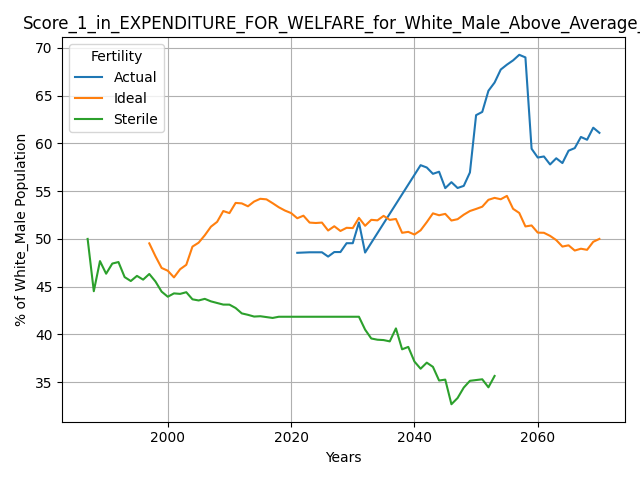 Score_1_in_EXPENDITURE_FOR_WELFARE_for_White_Male_Above_Average_
Fertility
Actual
Ideal
Sterile
% of White_Male Population
70
65
60
55
50
45
40
35
2000 2020 2040 2060
Years